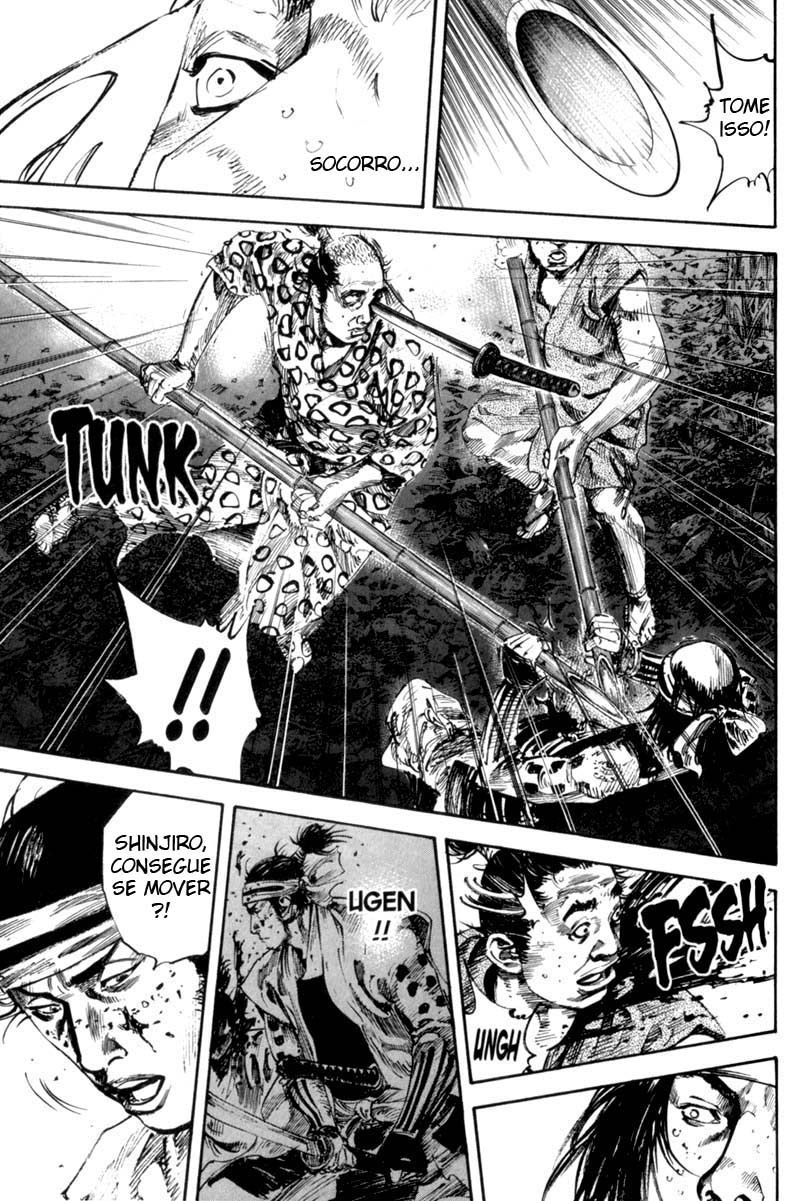 TOME
ISSO!
SOCORRO...
TUNK
!!
FSSH
UNGH
UGEN
!!
SHINJIRO,
CONSEGUE
SE MOVER
?!